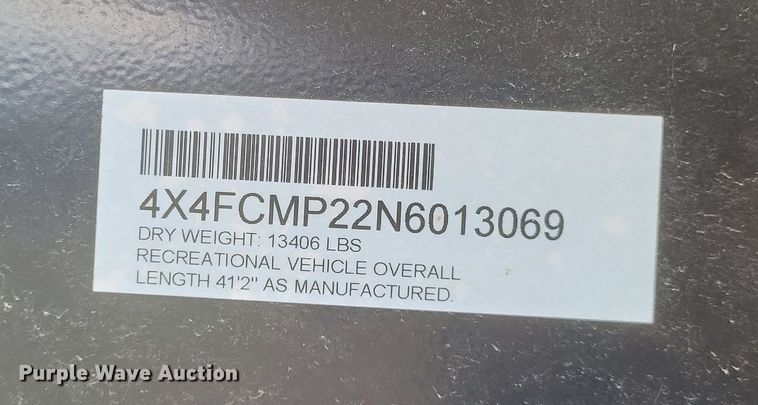 4X4FCMP22N6013069
DRY WEIGHT: 13406 LBS
RECREATIONAL VEHICLE OVERALL
LENGTH 41'2" AS MANUFACTURED.
Purple Wave Auction